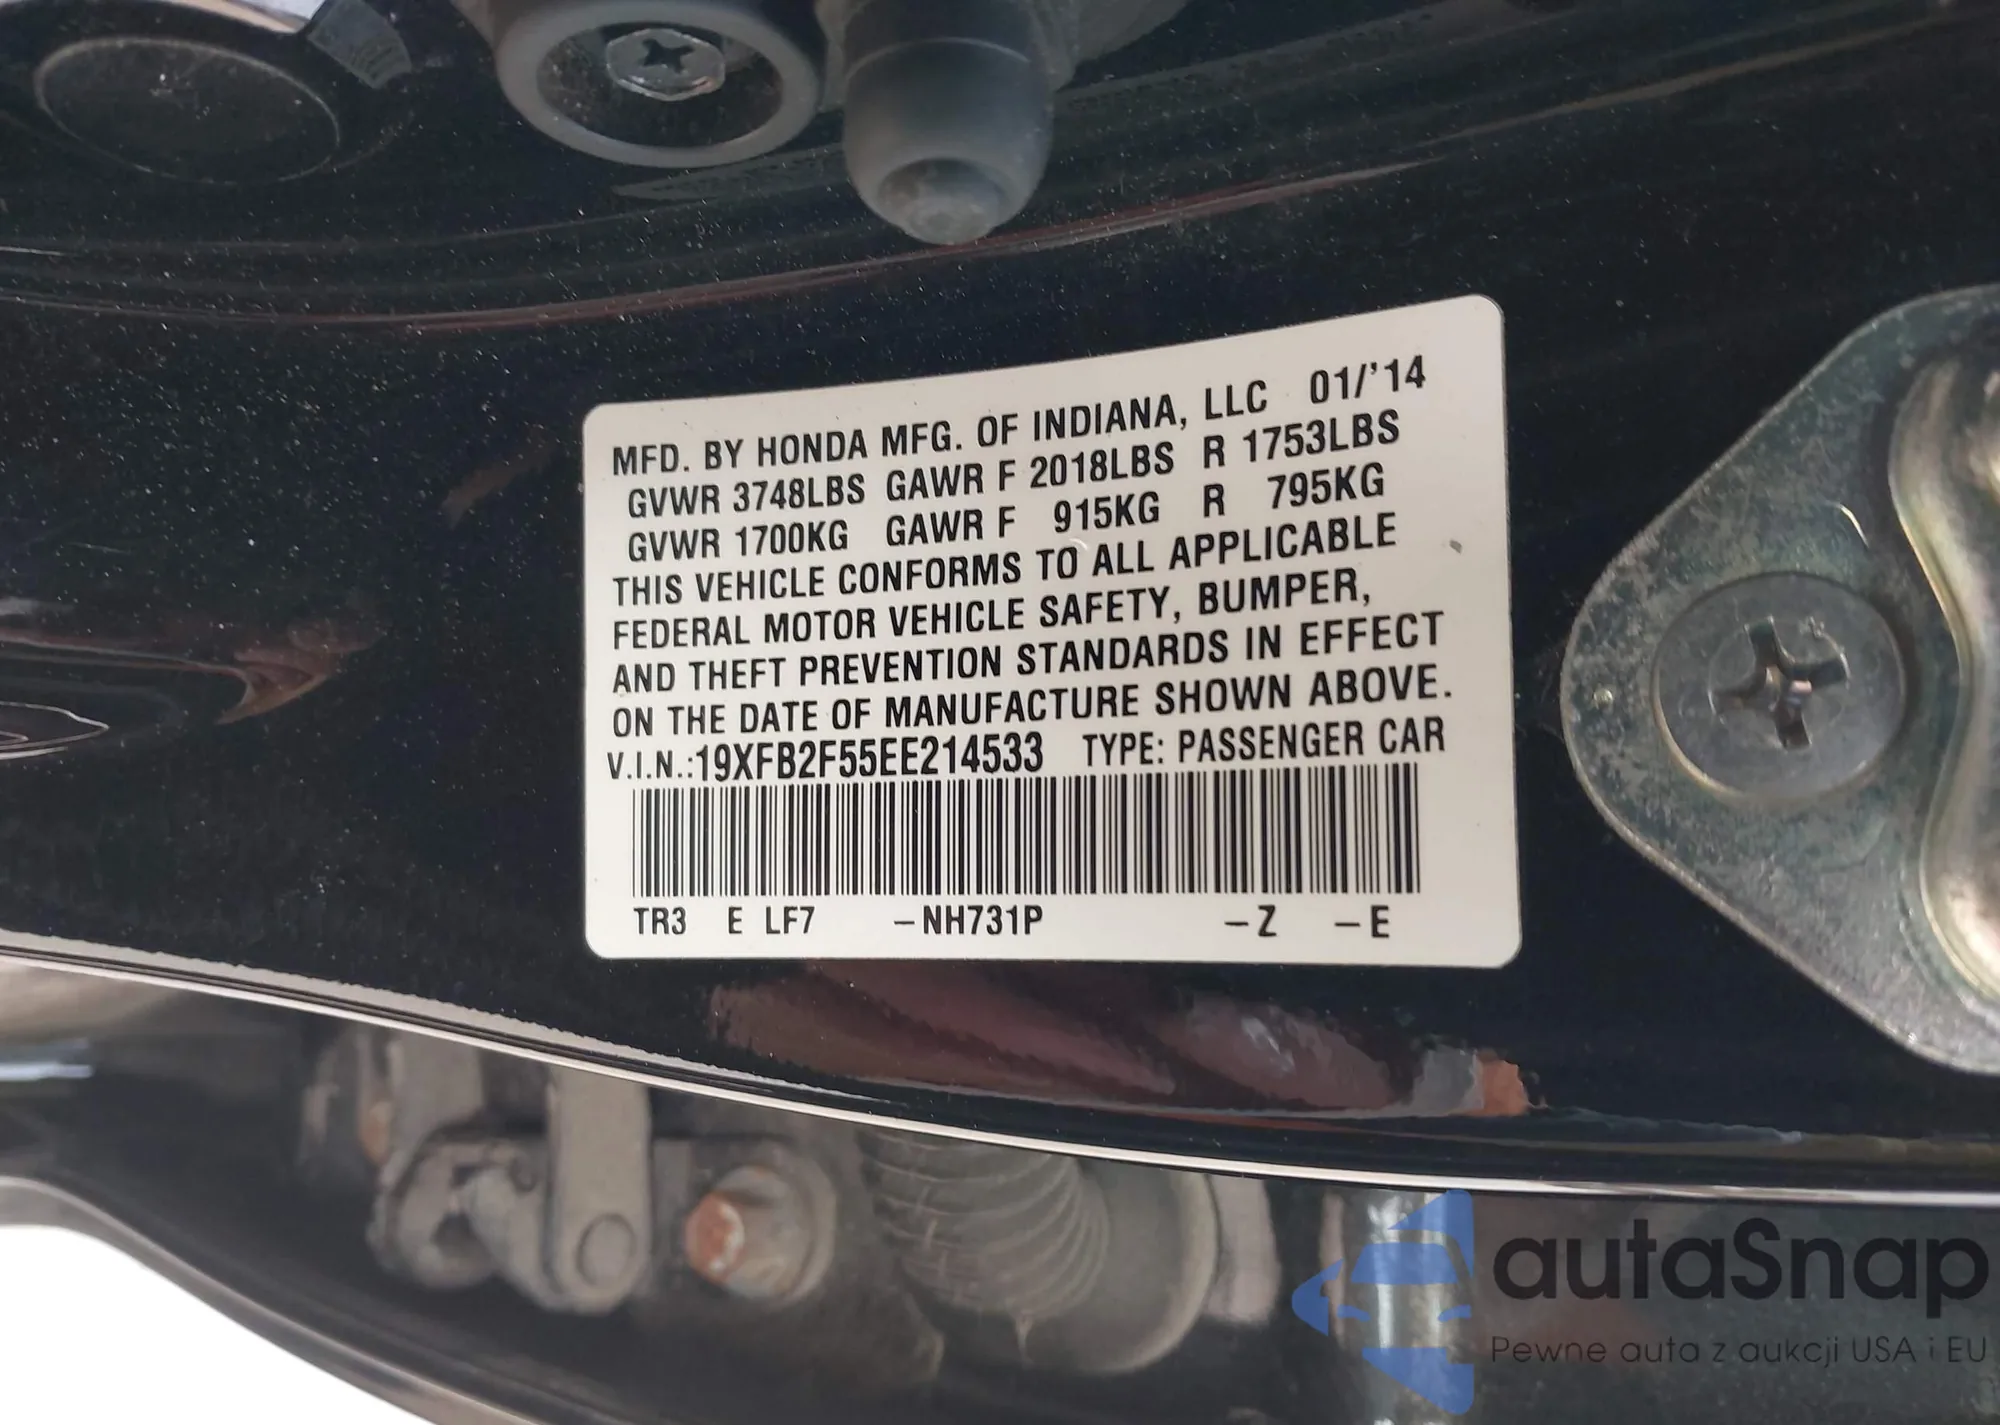 MFD. BY HONDA MFG. OF INDIANA, LLC 01/'14
GVWR 3748LBS GAWR F 2018LBS R 1753LBS
GVWR 1700KG GAWR F 915KG R 795KG
THIS VEHICLE CONFORMS TO ALL APPLICABLE
FEDERAL MOTOR VEHICLE SAFETY, BUMPER,
AND THEFT PREVENTION STANDARDS IN EFFECT
ON THE DATE OF MANUFACTURE SHOWN ABOVE.
V.I.N.:19XFB2F55EE214533 TYPE: PASSENGER CAR
TR3 E LF7 -NH731P -Z -E
autaSnap
Pewne auta z aukcji USA i EU